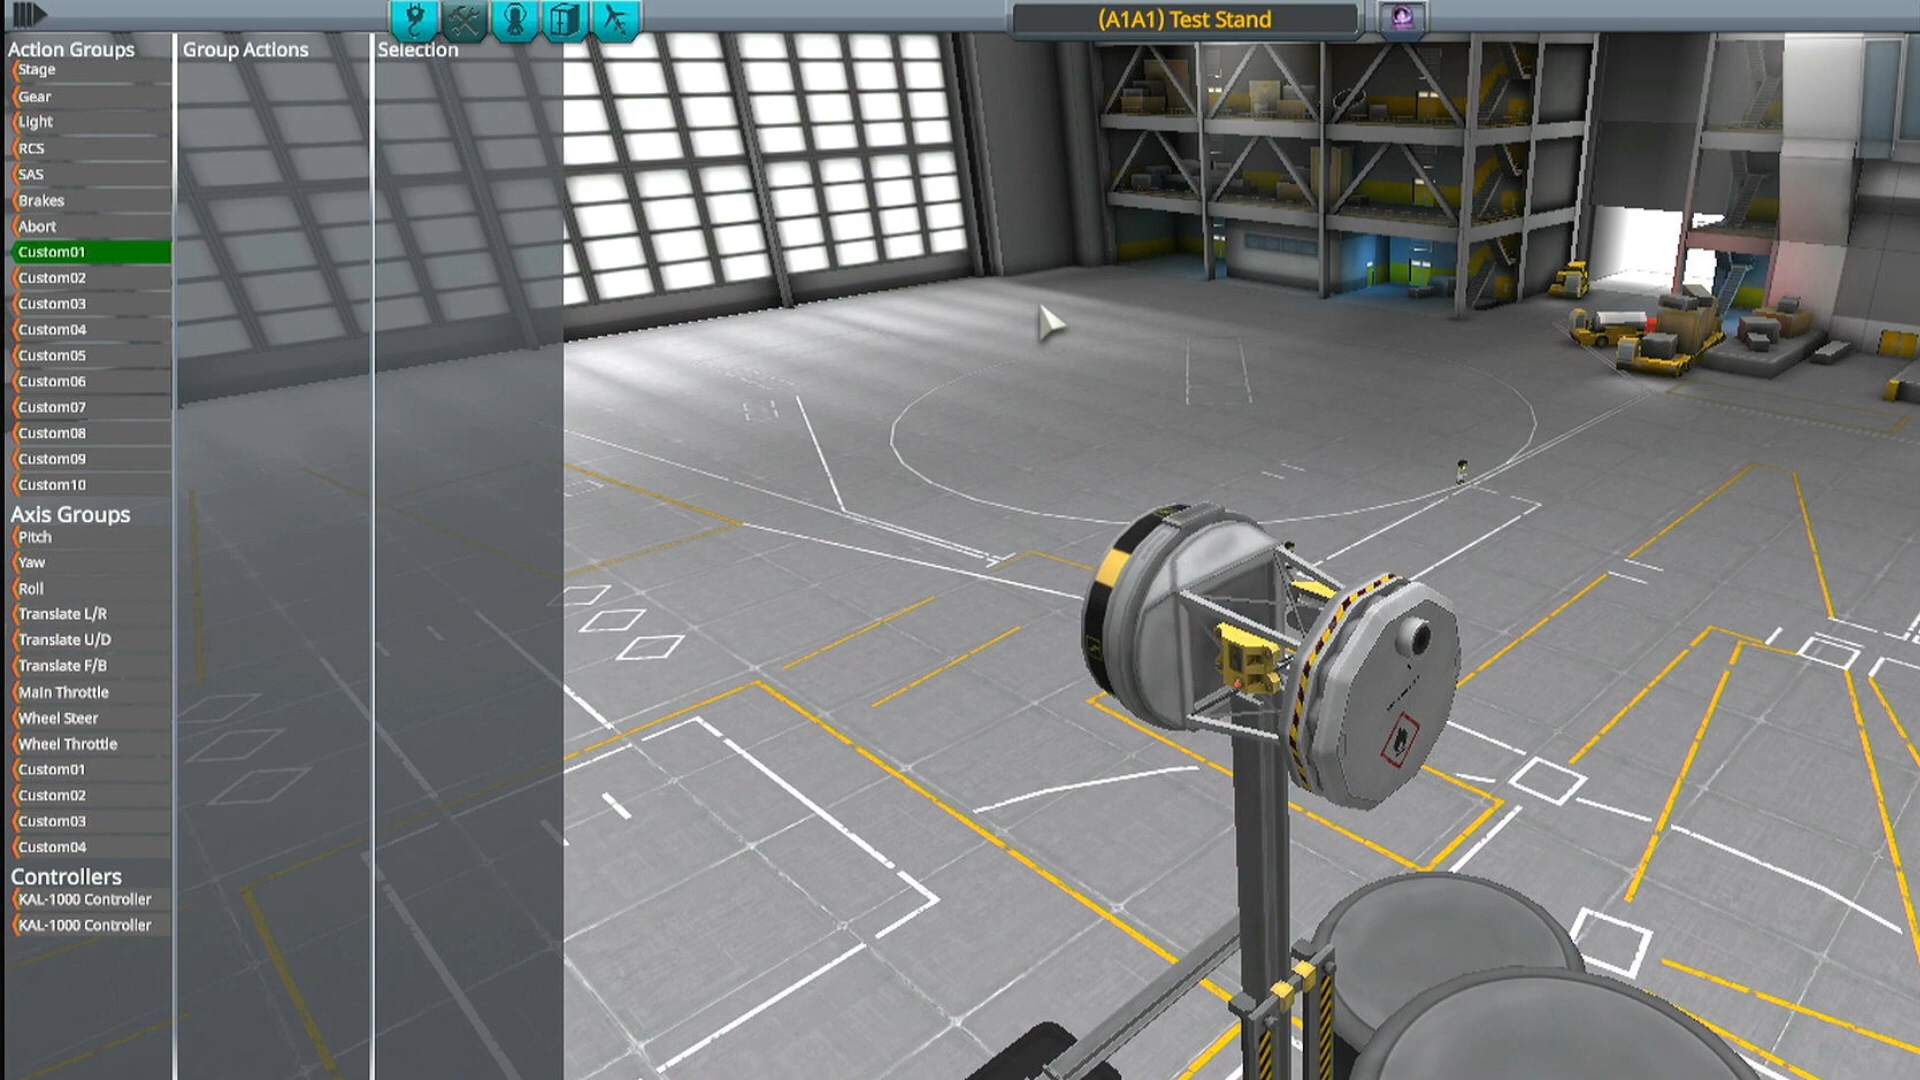 (A1A1) Test Stand
Action Groups
Stage
Gear
Light
RCS
SAS
Brakes
Abort
Custom01
Custom02
Custom03
Custom04
Custom05
Custom06
Custom07
Custom08
Custom09
Custom10
Axis Groups
Pitch
Yaw
Roll
Translate L/R
Translate U/D
Translate F/B
Main Throttle
Wheel Steer
Wheel Throttle
Custom01
Custom02
Custom03
Custom04
Controllers
KAL-1000 Controller
KAL-1000 Controller
Group Actions
Selection